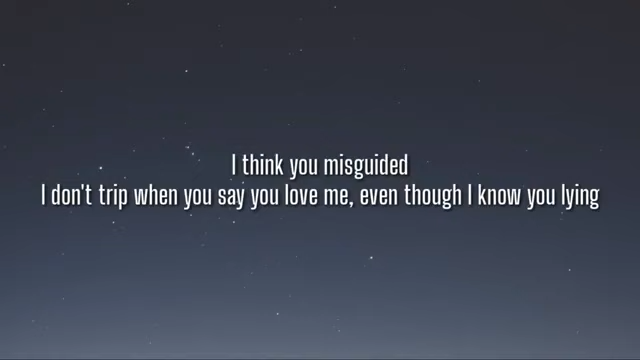 I think you misguided
I don't trip when you say you love me, even though I know you lying